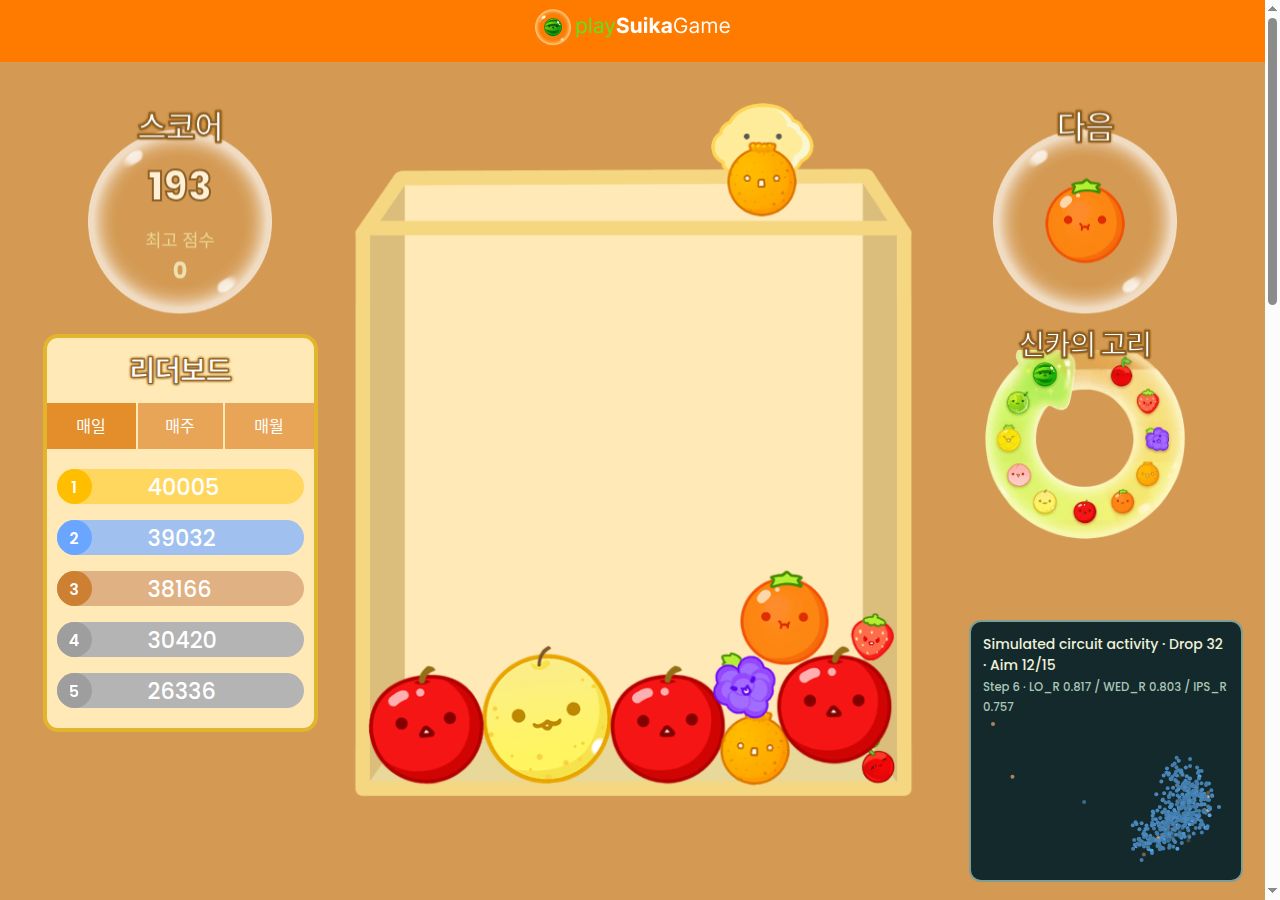 playSuikaGame
스코어
193
최고 점수
0
리더보드
매일 매주 매월
1 40005
2 39032
3 38166
4 30420
5 26336
다음
신카의 고리
Simulated circuit activity · Drop 32
· Aim 12/15
Step 6 · LO_R 0.817 / WED_R 0.803 / IPS_R
0.757